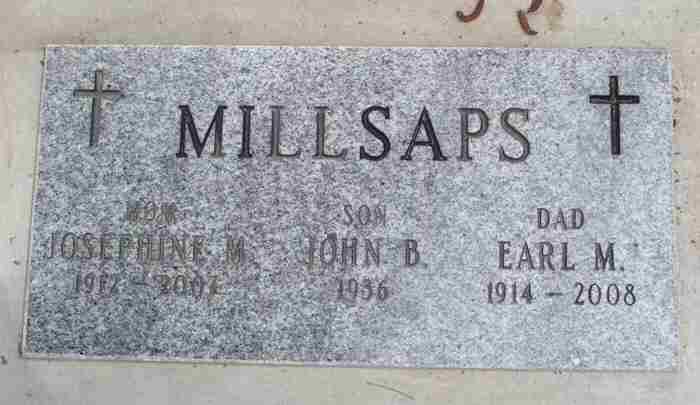 MILLSAPS
MOM SON DAD
JOSEPHINE M. JOHN B. EARL M.
1956 1914 - 2008